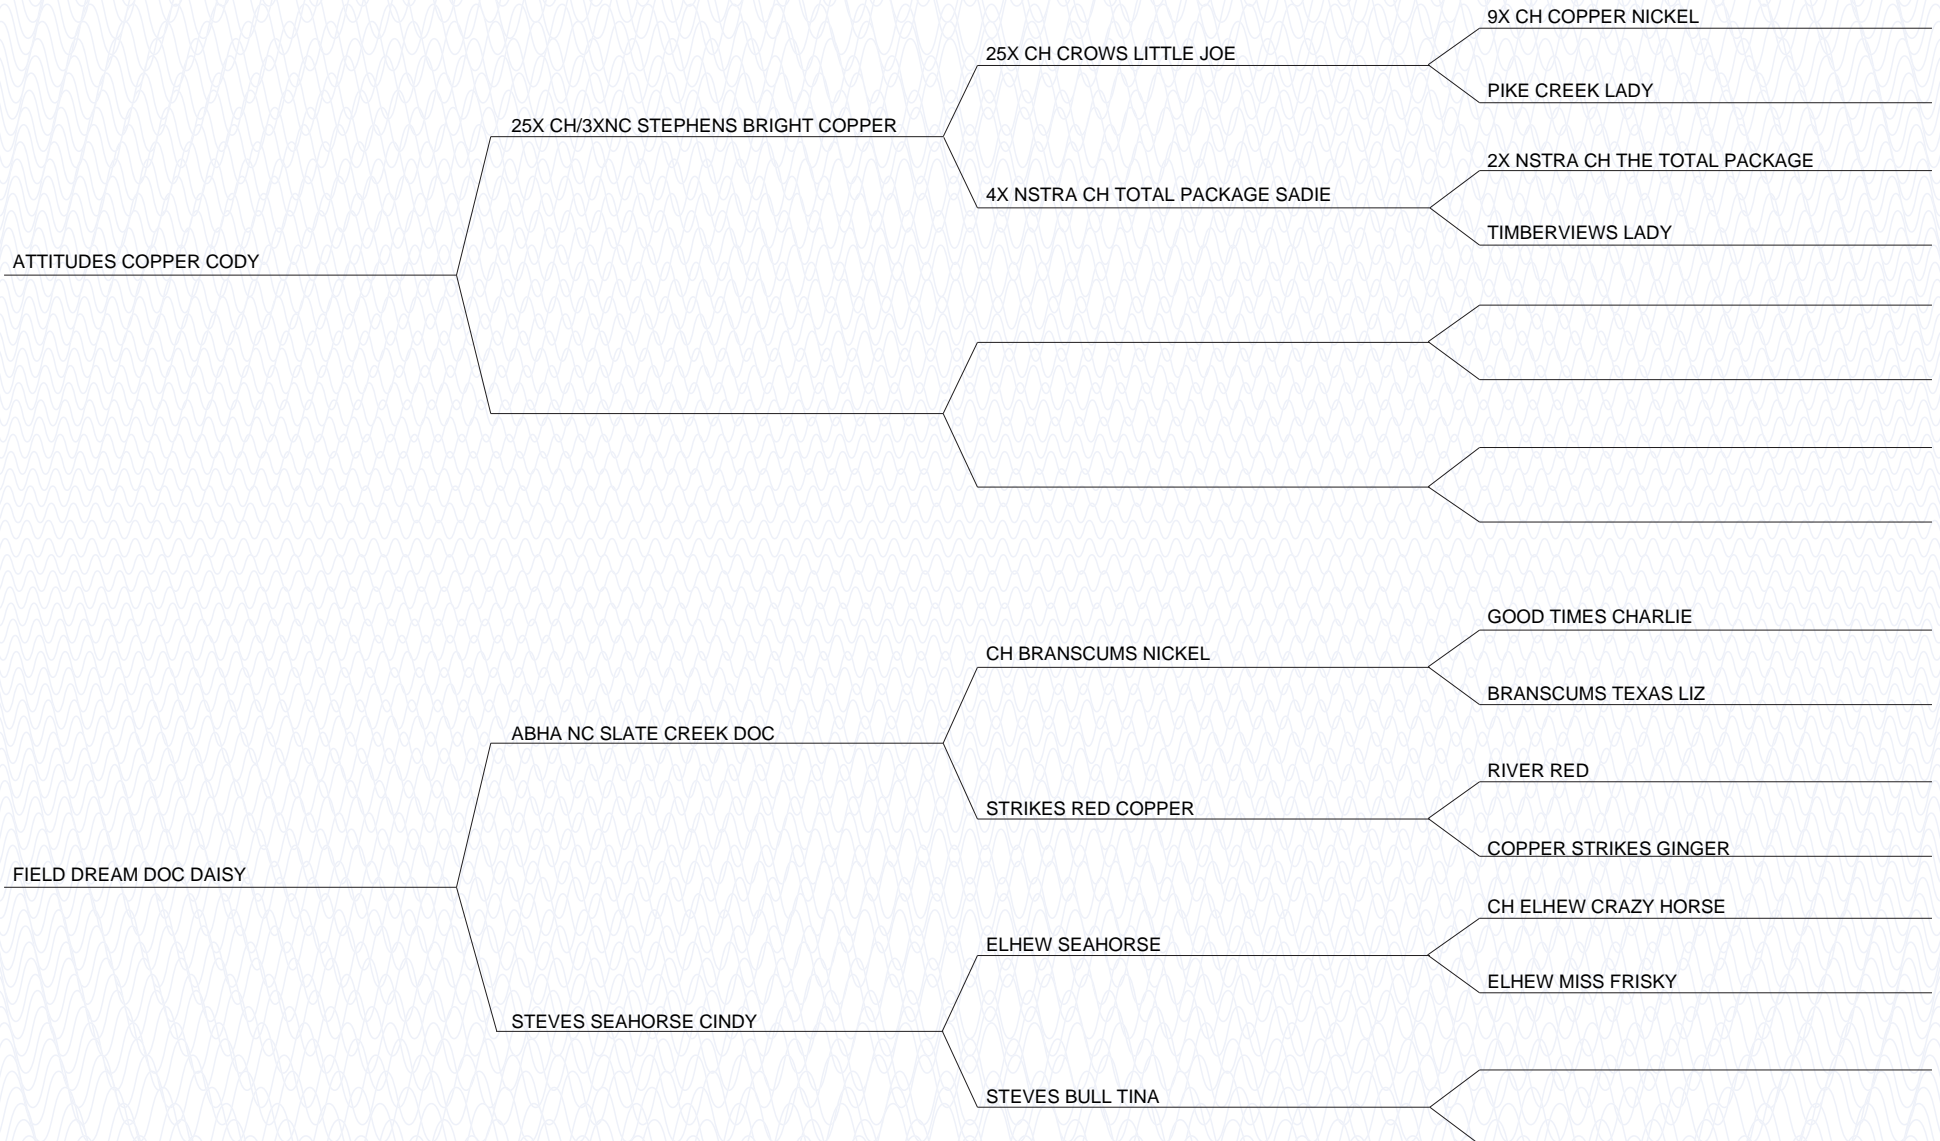 9X CH COPPER NICKEL
25X CH CROWS LITTLE JOE
PIKE CREEK LADY
25X CH/3XNC STEPHENS BRIGHT COPPER
2X NSTRA CH THE TOTAL PACKAGE
4X NSTRA CH TOTAL PACKAGE SADIE
TIMBERVIEWS LADY
ATTITUDES COPPER CODY
GOOD TIMES CHARLIE
CH BRANSCUMS NICKEL
BRANSCUMS TEXAS LIZ
ABHA NC SLATE CREEK DOC
RIVER RED
STRIKES RED COPPER
COPPER STRIKES GINGER
FIELD DREAM DOC DAISY
CH ELHEW CRAZY HORSE
ELHEW SEAHORSE
ELHEW MISS FRISKY
STEVES SEAHORSE CINDY
STEVES BULL TINA